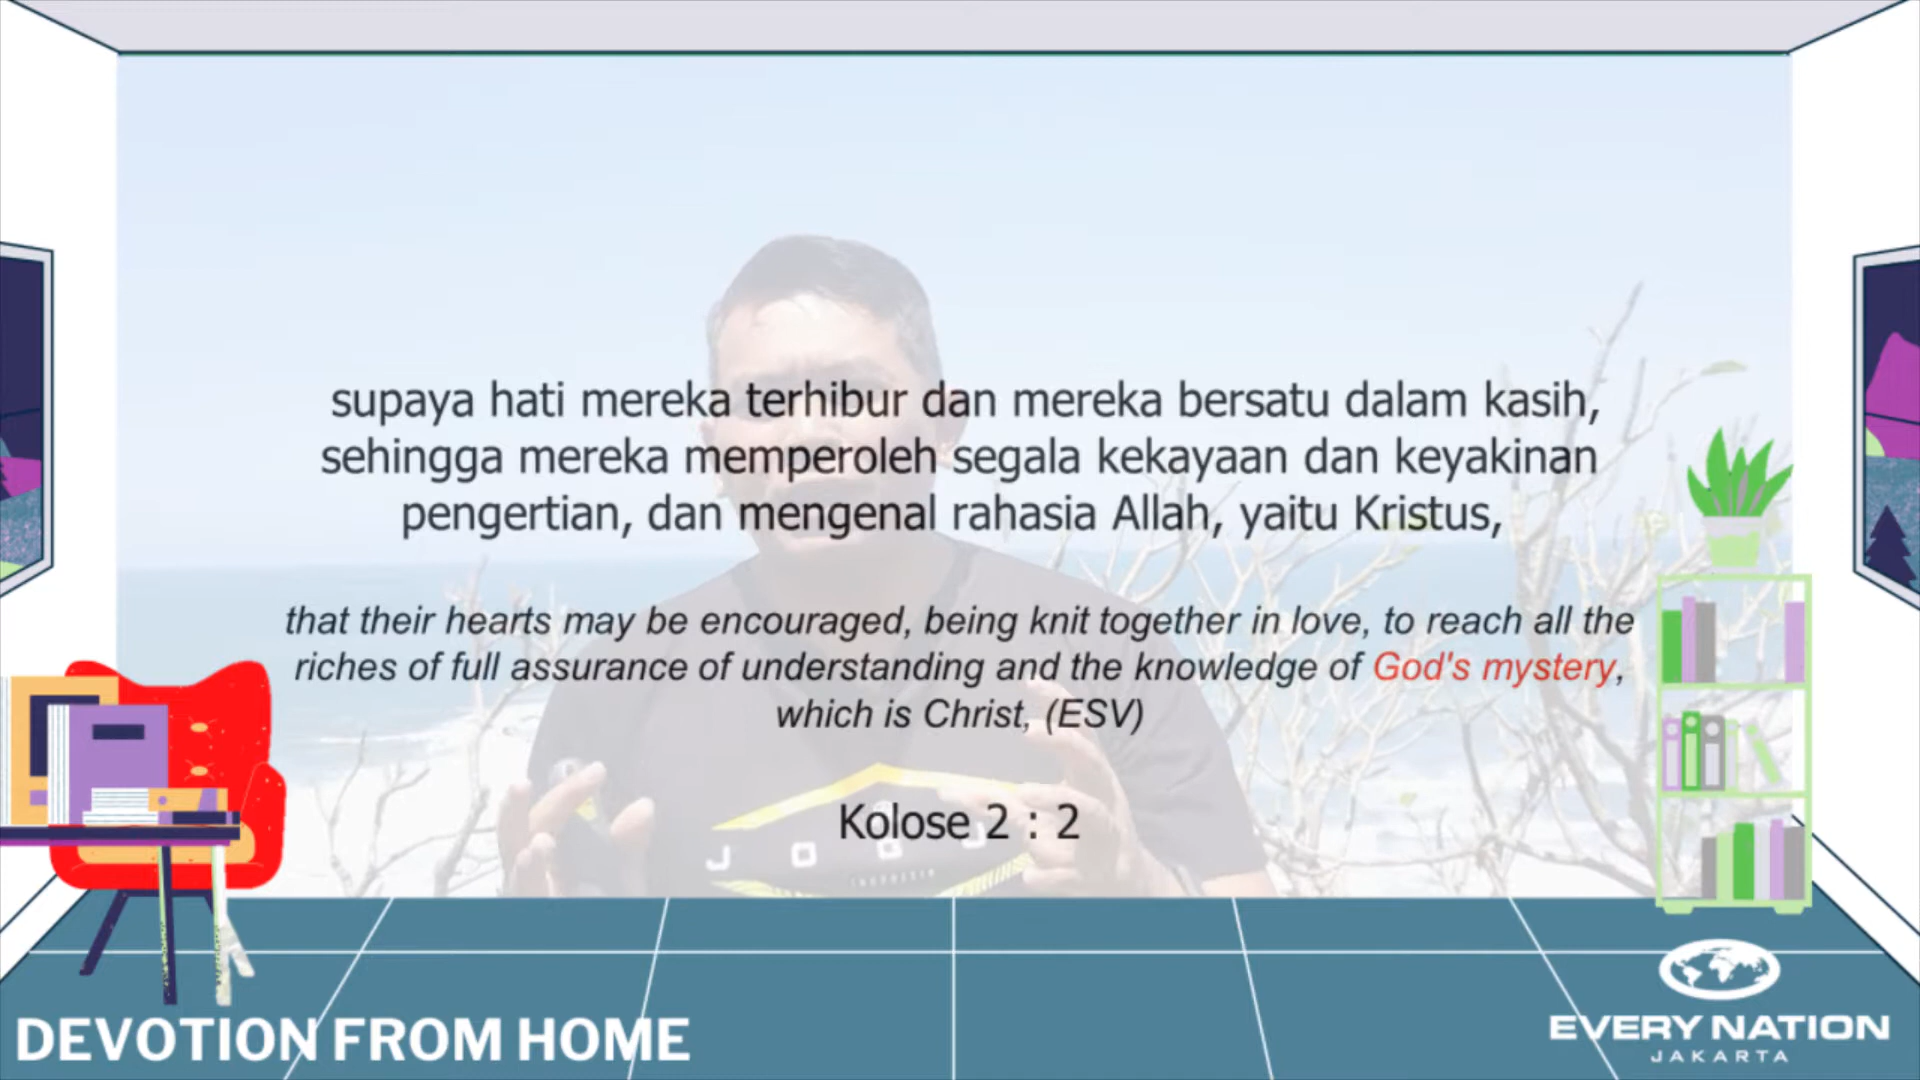 supaya hati mereka terhibur dan mereka bersatu dalam kasih,
sehingga mereka memperoleh segala kekayaan dan keyakinan
pengertian, dan mengenal rahasia Allah, yaitu Kristus,
that their hearts may be encouraged, being knit together in love, to reach all the
riches of full assurance of understanding and the knowledge of God's mystery,
which is Christ, (ESV)
Kolose 2 : 2
DEVOTION FROM HOME
EVERY NATION
JAKARTA